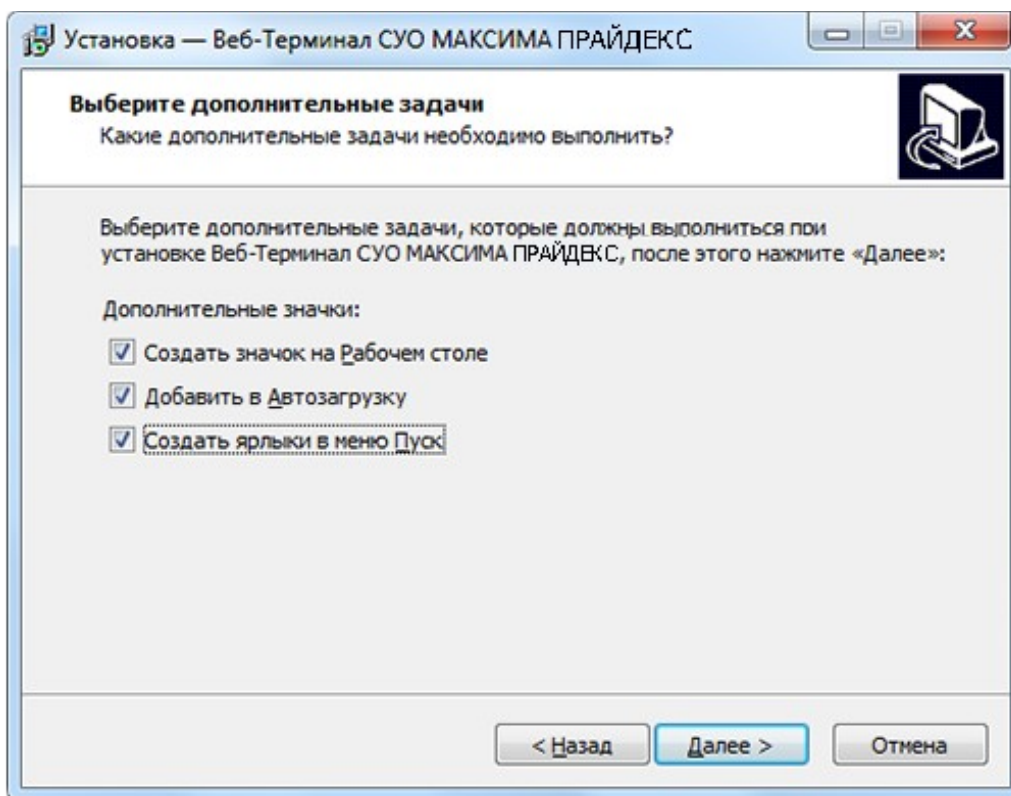 Установка — Веб-Терминал СУО МАКСИМА ПРАЙДЕКС
Выберите дополнительные задачи
Какие дополнительные задачи необходимо выполнить?
Выберите дополнительные задачи, которые должны выполниться при
установке Веб-Терминал СУО МАКСИМА ПРАЙДЕКС, после этого нажмите «Далее»:
Дополнительные значки:
Создать значок на Рабочем столе
Добавить в Автозагрузку
Создать ярлыки в меню Пуск
< Назад Далее > Отмена